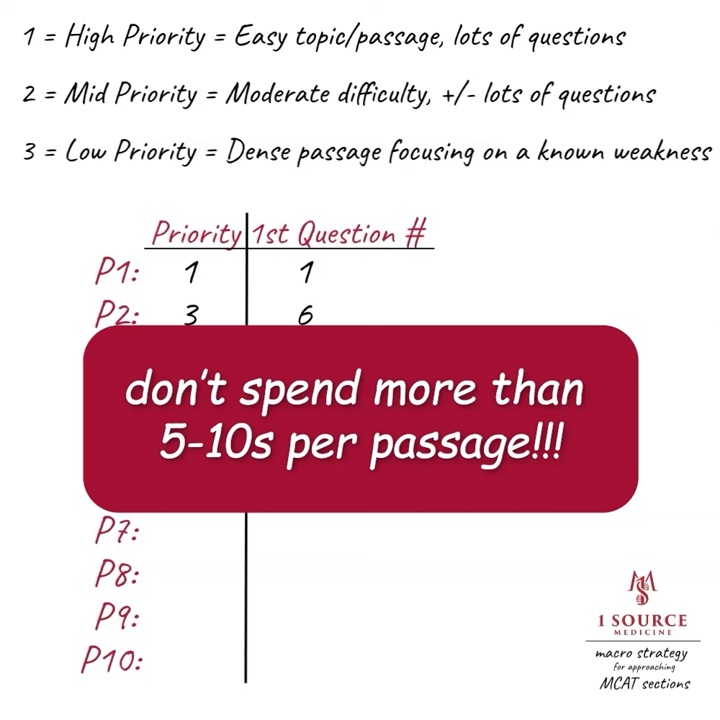 1 = High Priority = Easy topic/passage, lots of questions
2 = Mid Priority = Moderate difficulty, +/- lots of questions
3 = Low Priority = Dense passage focusing on a known weakness
Priority 1st Question #
P1: 1 1
P2: 3 6
don't spend more than
5-10s per passage!!!
P7:
P8:
P9:
P10:
1 SOURCE
MEDICINE
macro strategy
for approaching
MCAT sections